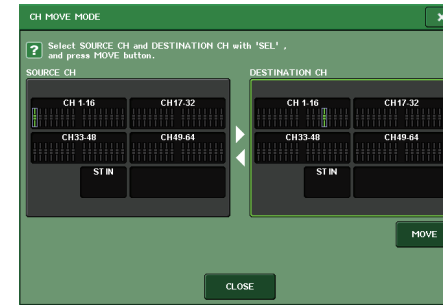 CH MOVE MODE
Select SOURCE CH and DESTINATION CH with 'SEL' ,
and press MOVE button.
SOURCE CH
DESTINATION CH
CH 1-16 CH17-32
CH33-48 CH49-64
ST IN
CH 1-16 CH17-32
CH33-48 CH49-64
ST IN
MOVE
CLOSE